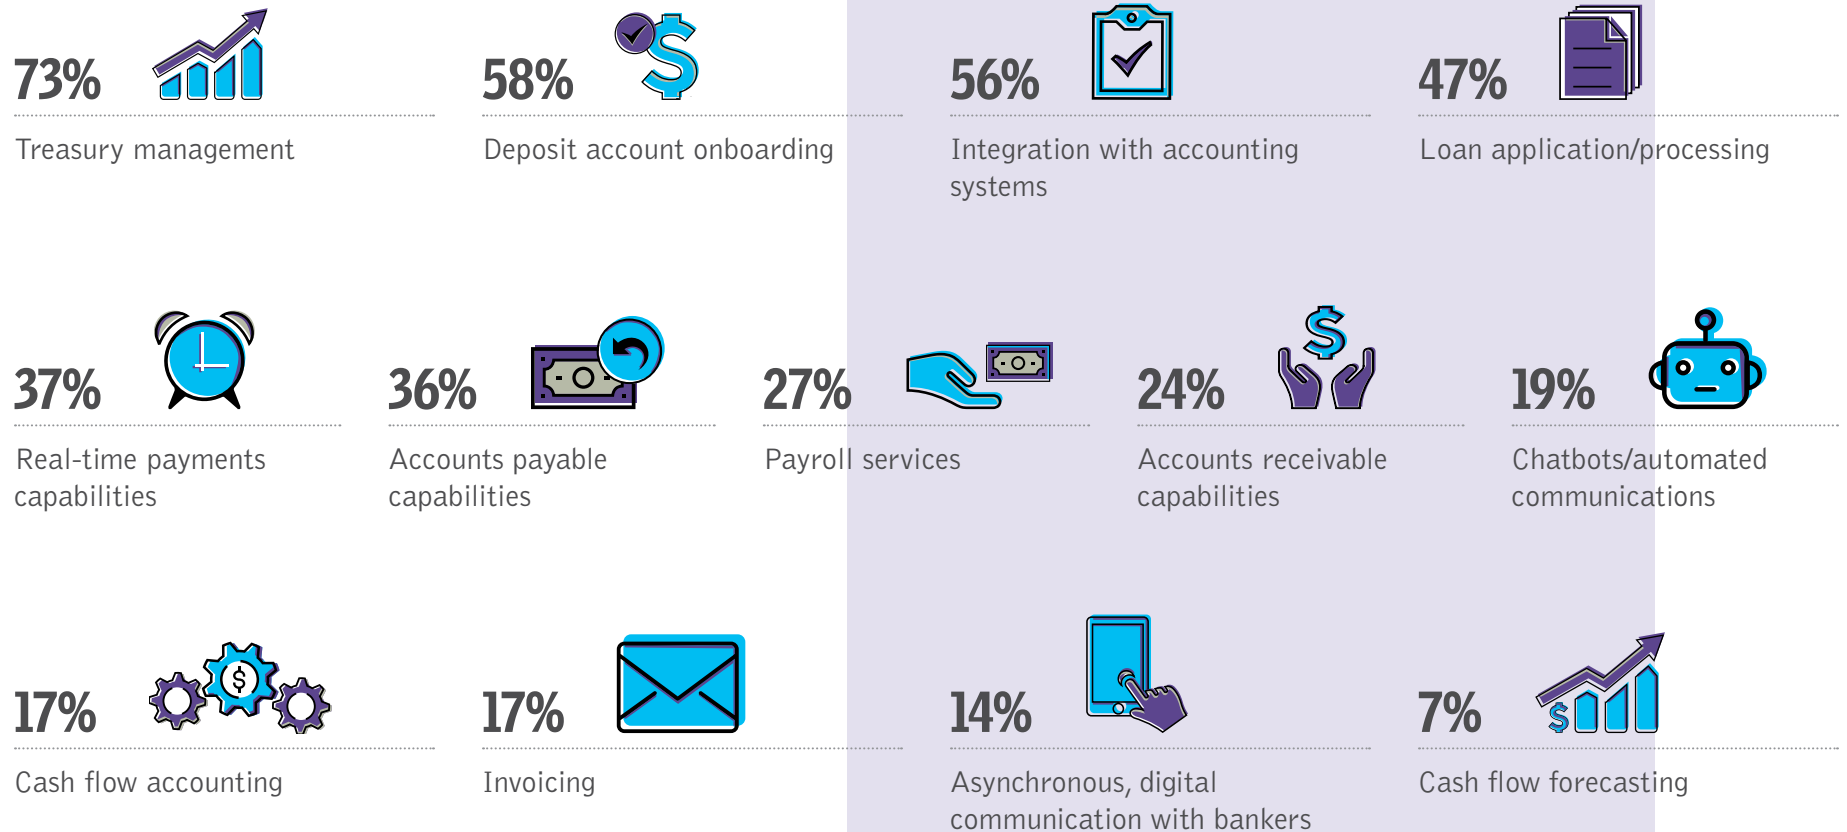 73%
58%
56%
47%
Treasury management
Deposit account onboarding
Integration with accounting
systems
Loan application/processing
37%
36%
27%
24%
19%
Real-time payments
capabilities
Accounts payable
capabilities
Payroll services
Accounts receivable
capabilities
Chatbots/automated
communications
17%
17%
14%
7%
Cash flow accounting
Invoicing
Asynchronous, digital
communication with bankers
Cash flow forecasting